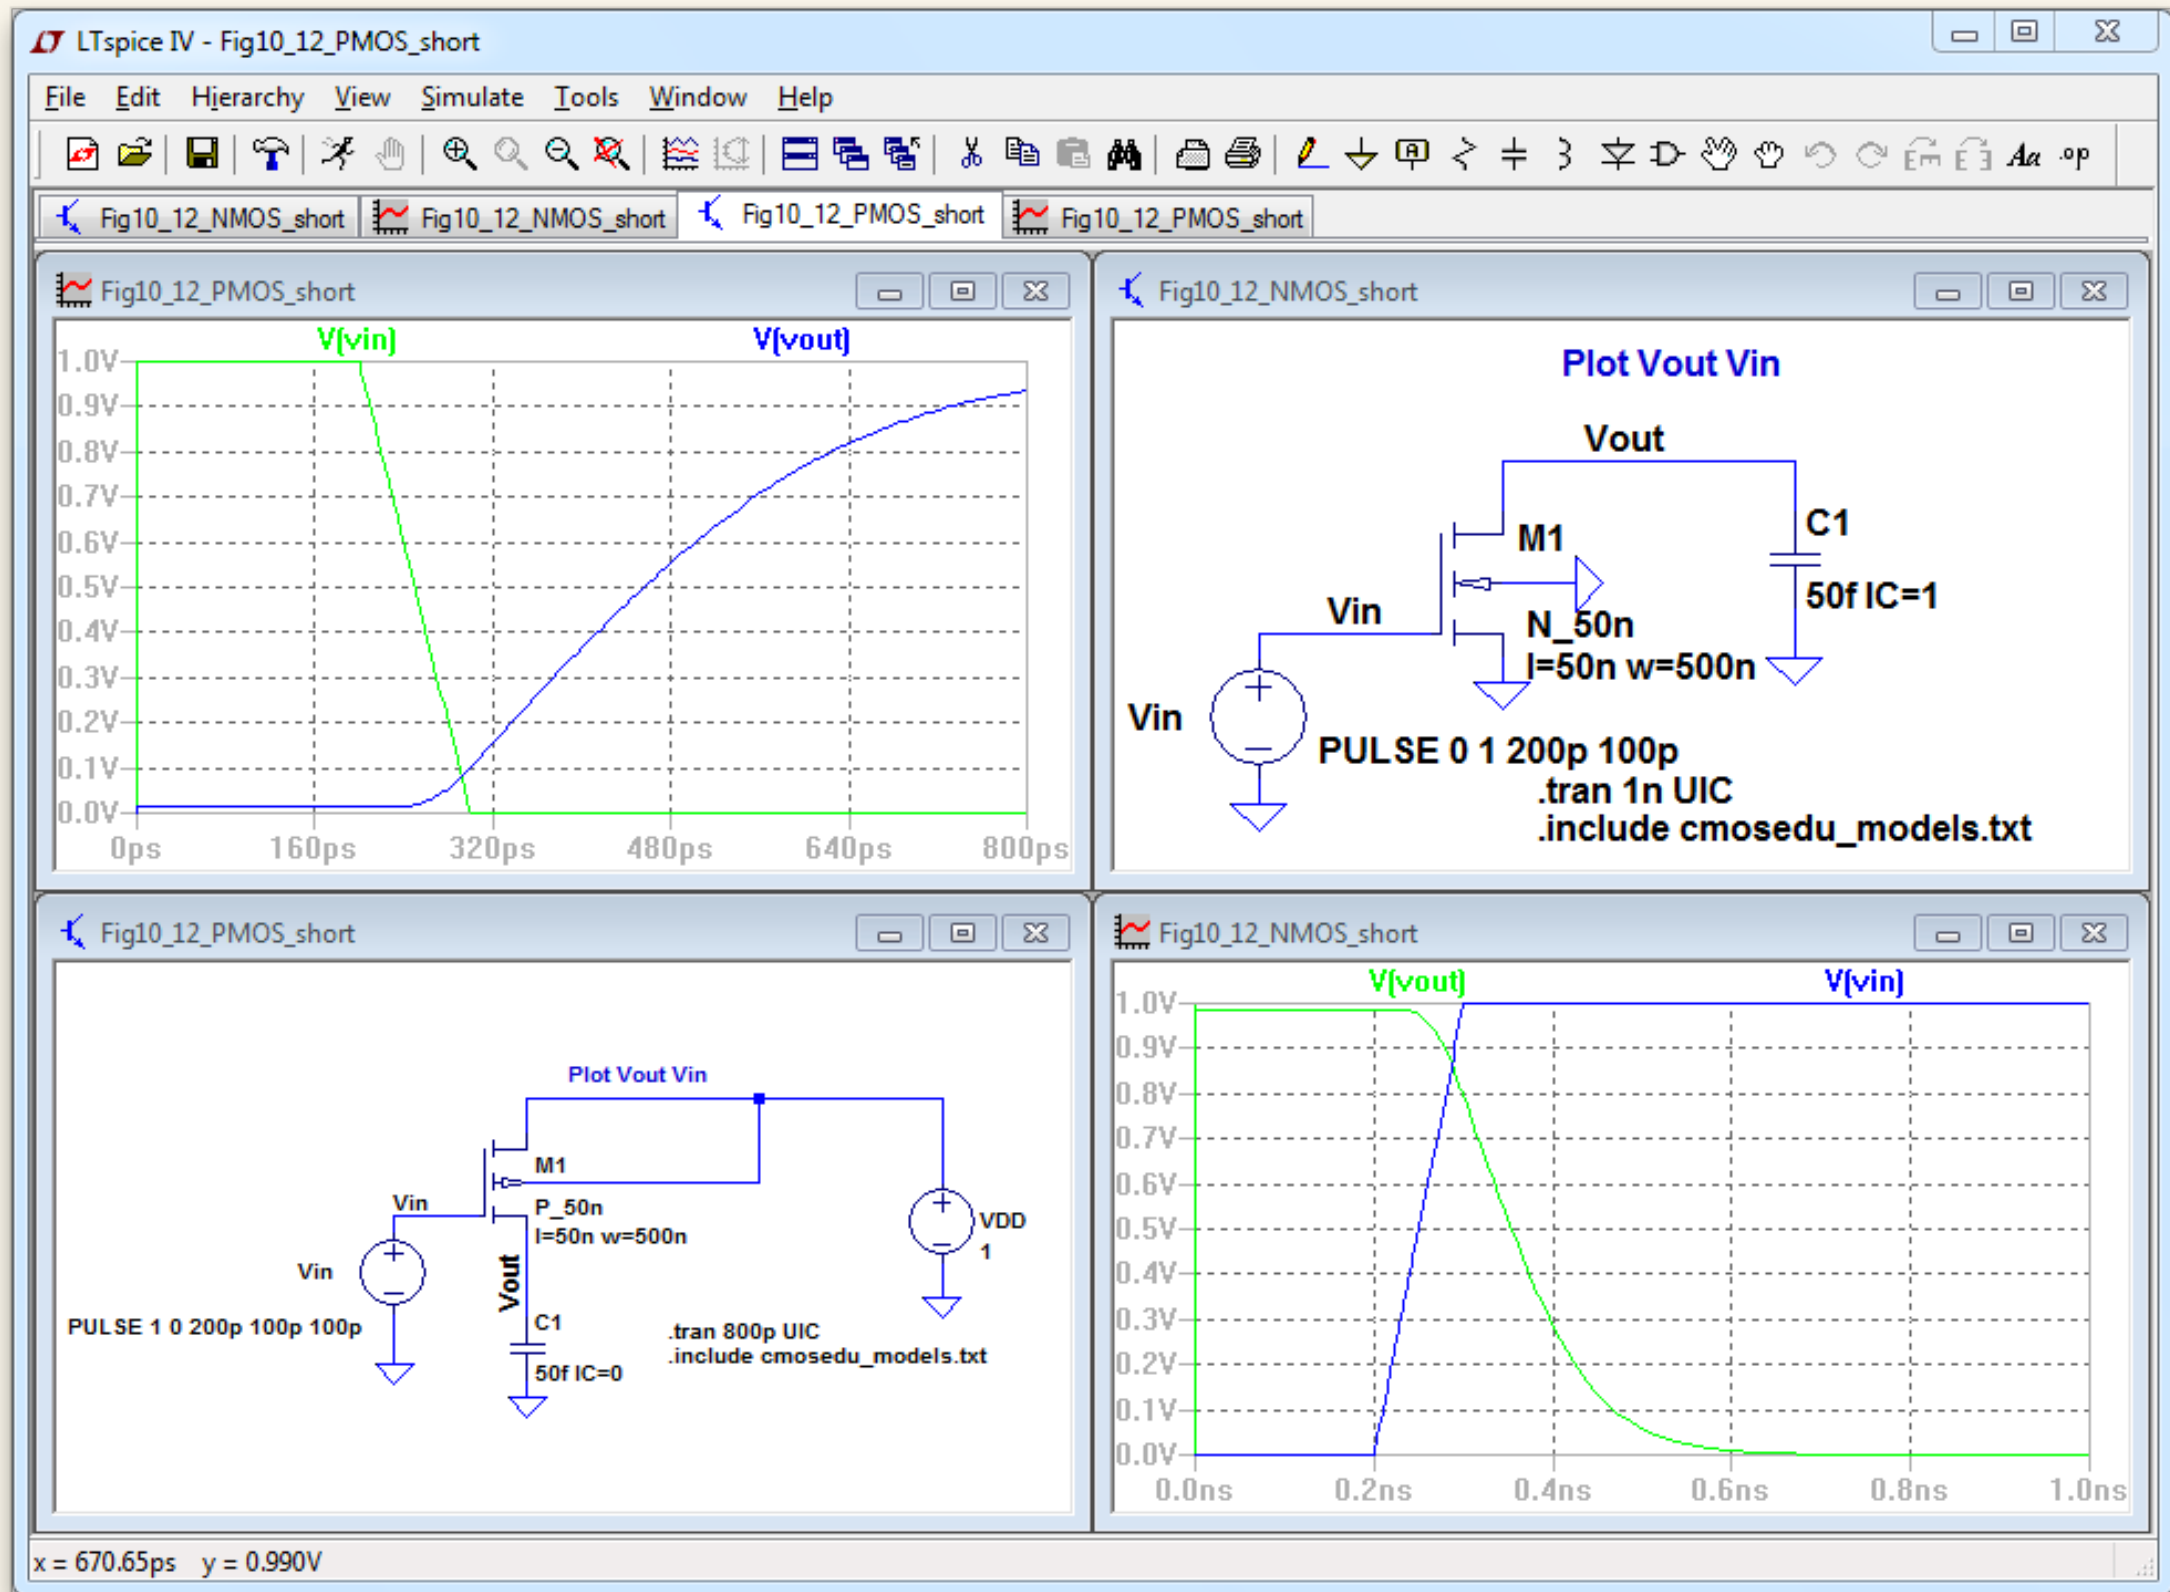 LTspice IV - Fig10_12_PMOS_short
File Edit Hierarchy View Simulate Tools Window Help
A Aa .op
Fig10_12_NMOS_short Fig10_12_NMOS_short Fig10_12_PMOS_short Fig10_12_PMOS_short
Fig10_12_PMOS_short
V(vin) V(vout)
1.0V
0.9V
0.8V
0.7V
0.6V
0.5V
0.4V
0.3V
0.2V
0.1V
0.0V
0ps 160ps 320ps 480ps 640ps 800ps
Fig10_12_NMOS_short
Plot Vout Vin
Vout
M1
C1
50f IC=1
Vin
N_50n
l=50n w=500n
Vin
PULSE 0 1 200p 100p
.tran 1n UIC
.include cmosedu_models.txt
Fig10_12_PMOS_short
Plot Vout Vin
M1
Vin
P_50n
l=50n w=500n
VDD
1
Vin
Vout
PULSE 1 0 200p 100p 100p
C1
50f IC=0
.tran 800p UIC
.include cmosedu_models.txt
Fig10_12_NMOS_short
V(vout) V(vin)
1.0V
0.9V
0.8V
0.7V
0.6V
0.5V
0.4V
0.3V
0.2V
0.1V
0.0V
0.0ns 0.2ns 0.4ns 0.6ns 0.8ns 1.0ns
x = 670.65ps y = 0.990V